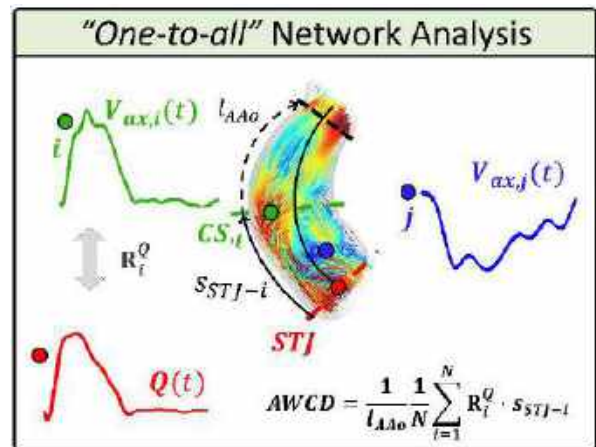 "One-to-all" Network Analysis
V_{ax,i}(t)
l_{AAo}
i
V_{ax,j}(t)
j
CS,i
R_i^Q
s_{STJ-i}
STJ
Q(t)
AWCD = \frac{1}{l_{AAo}} \frac{1}{N} \sum_{i=1}^{N} R_i^Q \cdot s_{STJ-i}